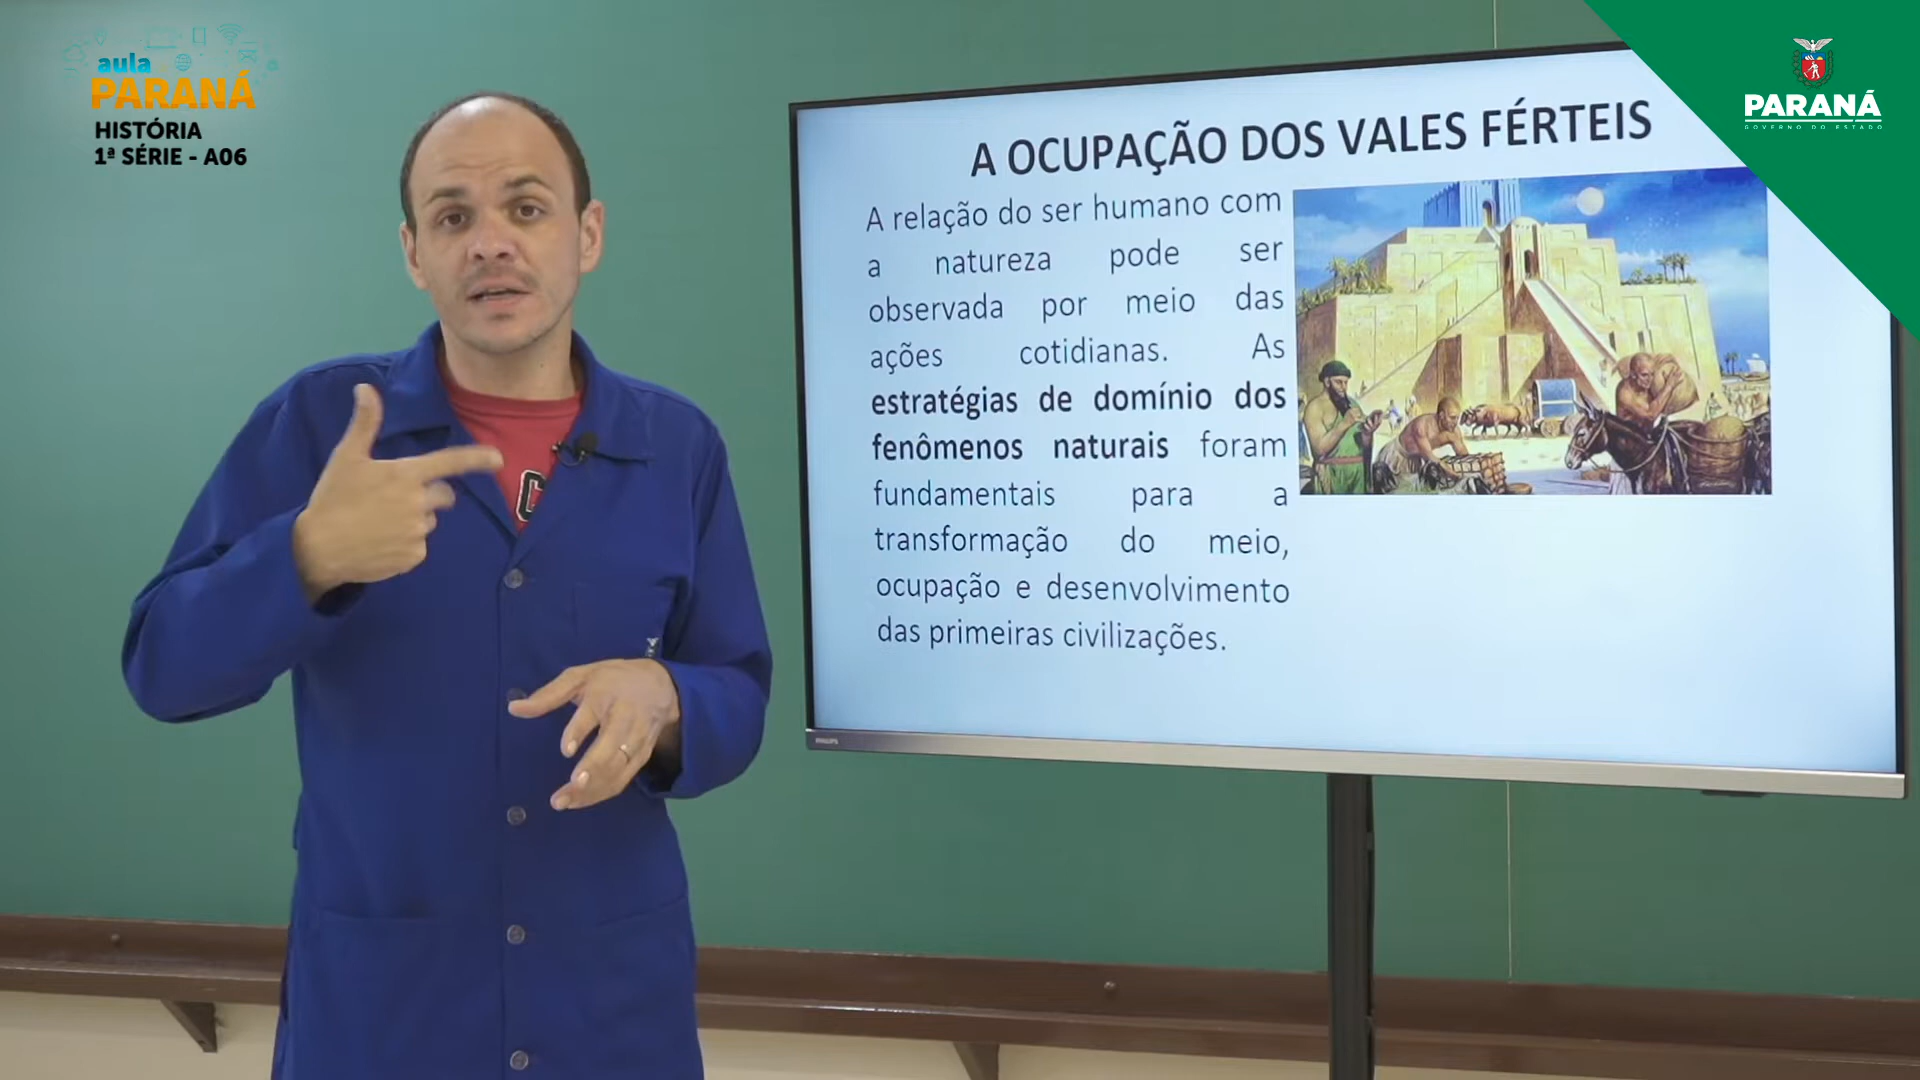 aula
PARANÁ
HISTÓRIA
1ª SÉRIE - A06
PARANÁ
GOVERNO DO ESTADO
A OCUPAÇÃO DOS VALES FÉRTEIS
A relação do ser humano com
a natureza pode ser
observada por meio das
ações cotidianas. As
estratégias de domínio dos
fenômenos naturais foram
fundamentais para a
transformação do meio,
ocupação e desenvolvimento
das primeiras civilizações.
PHILIPS